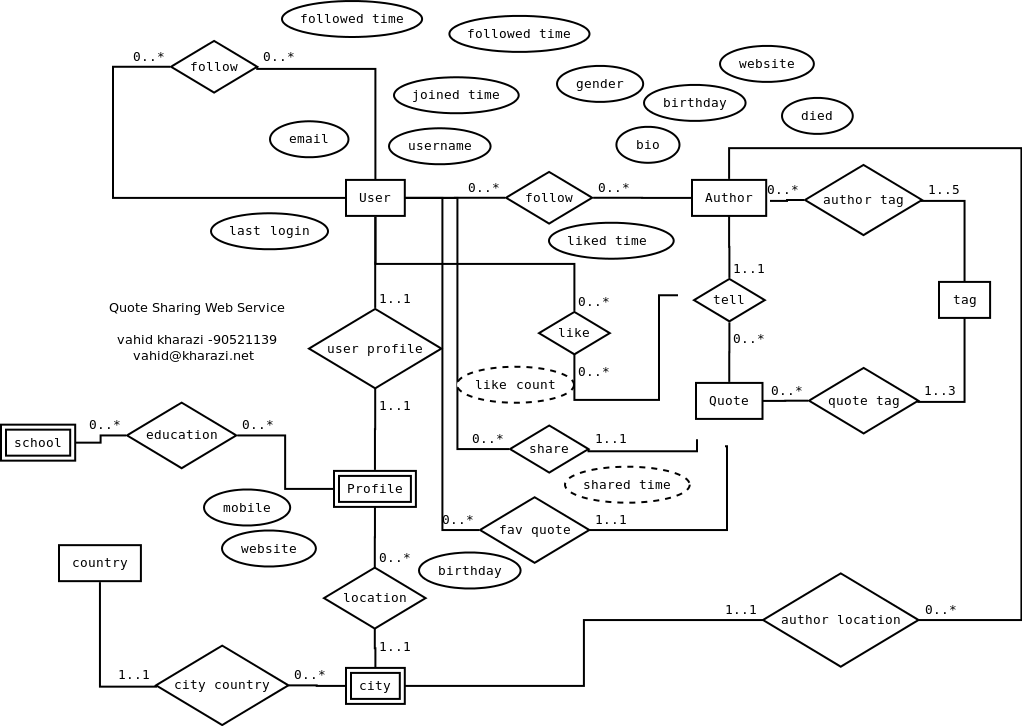 followed time
followed time
0..*
follow
0..*
website
gender
joined time
birthday
died
email
username
bio
User
0..*
follow
0..*
Author
0..*
author tag
1..5
last login
liked time
1..1
tell
tag
1..1
0..*
Quote Sharing Web Service
vahid kharazi -90521139
vahid@kharazi.net
user profile
like
0..*
0..*
like count
1..1
Quote
0..*
quote tag
1..3
school
0..*
education
0..*
0..*
share
1..1
Profile
shared time
mobile
0..*
fav quote
1..1
website
country
0..*
birthday
location
1..1
author location
0..*
1..1
1..1
city country
0..*
city